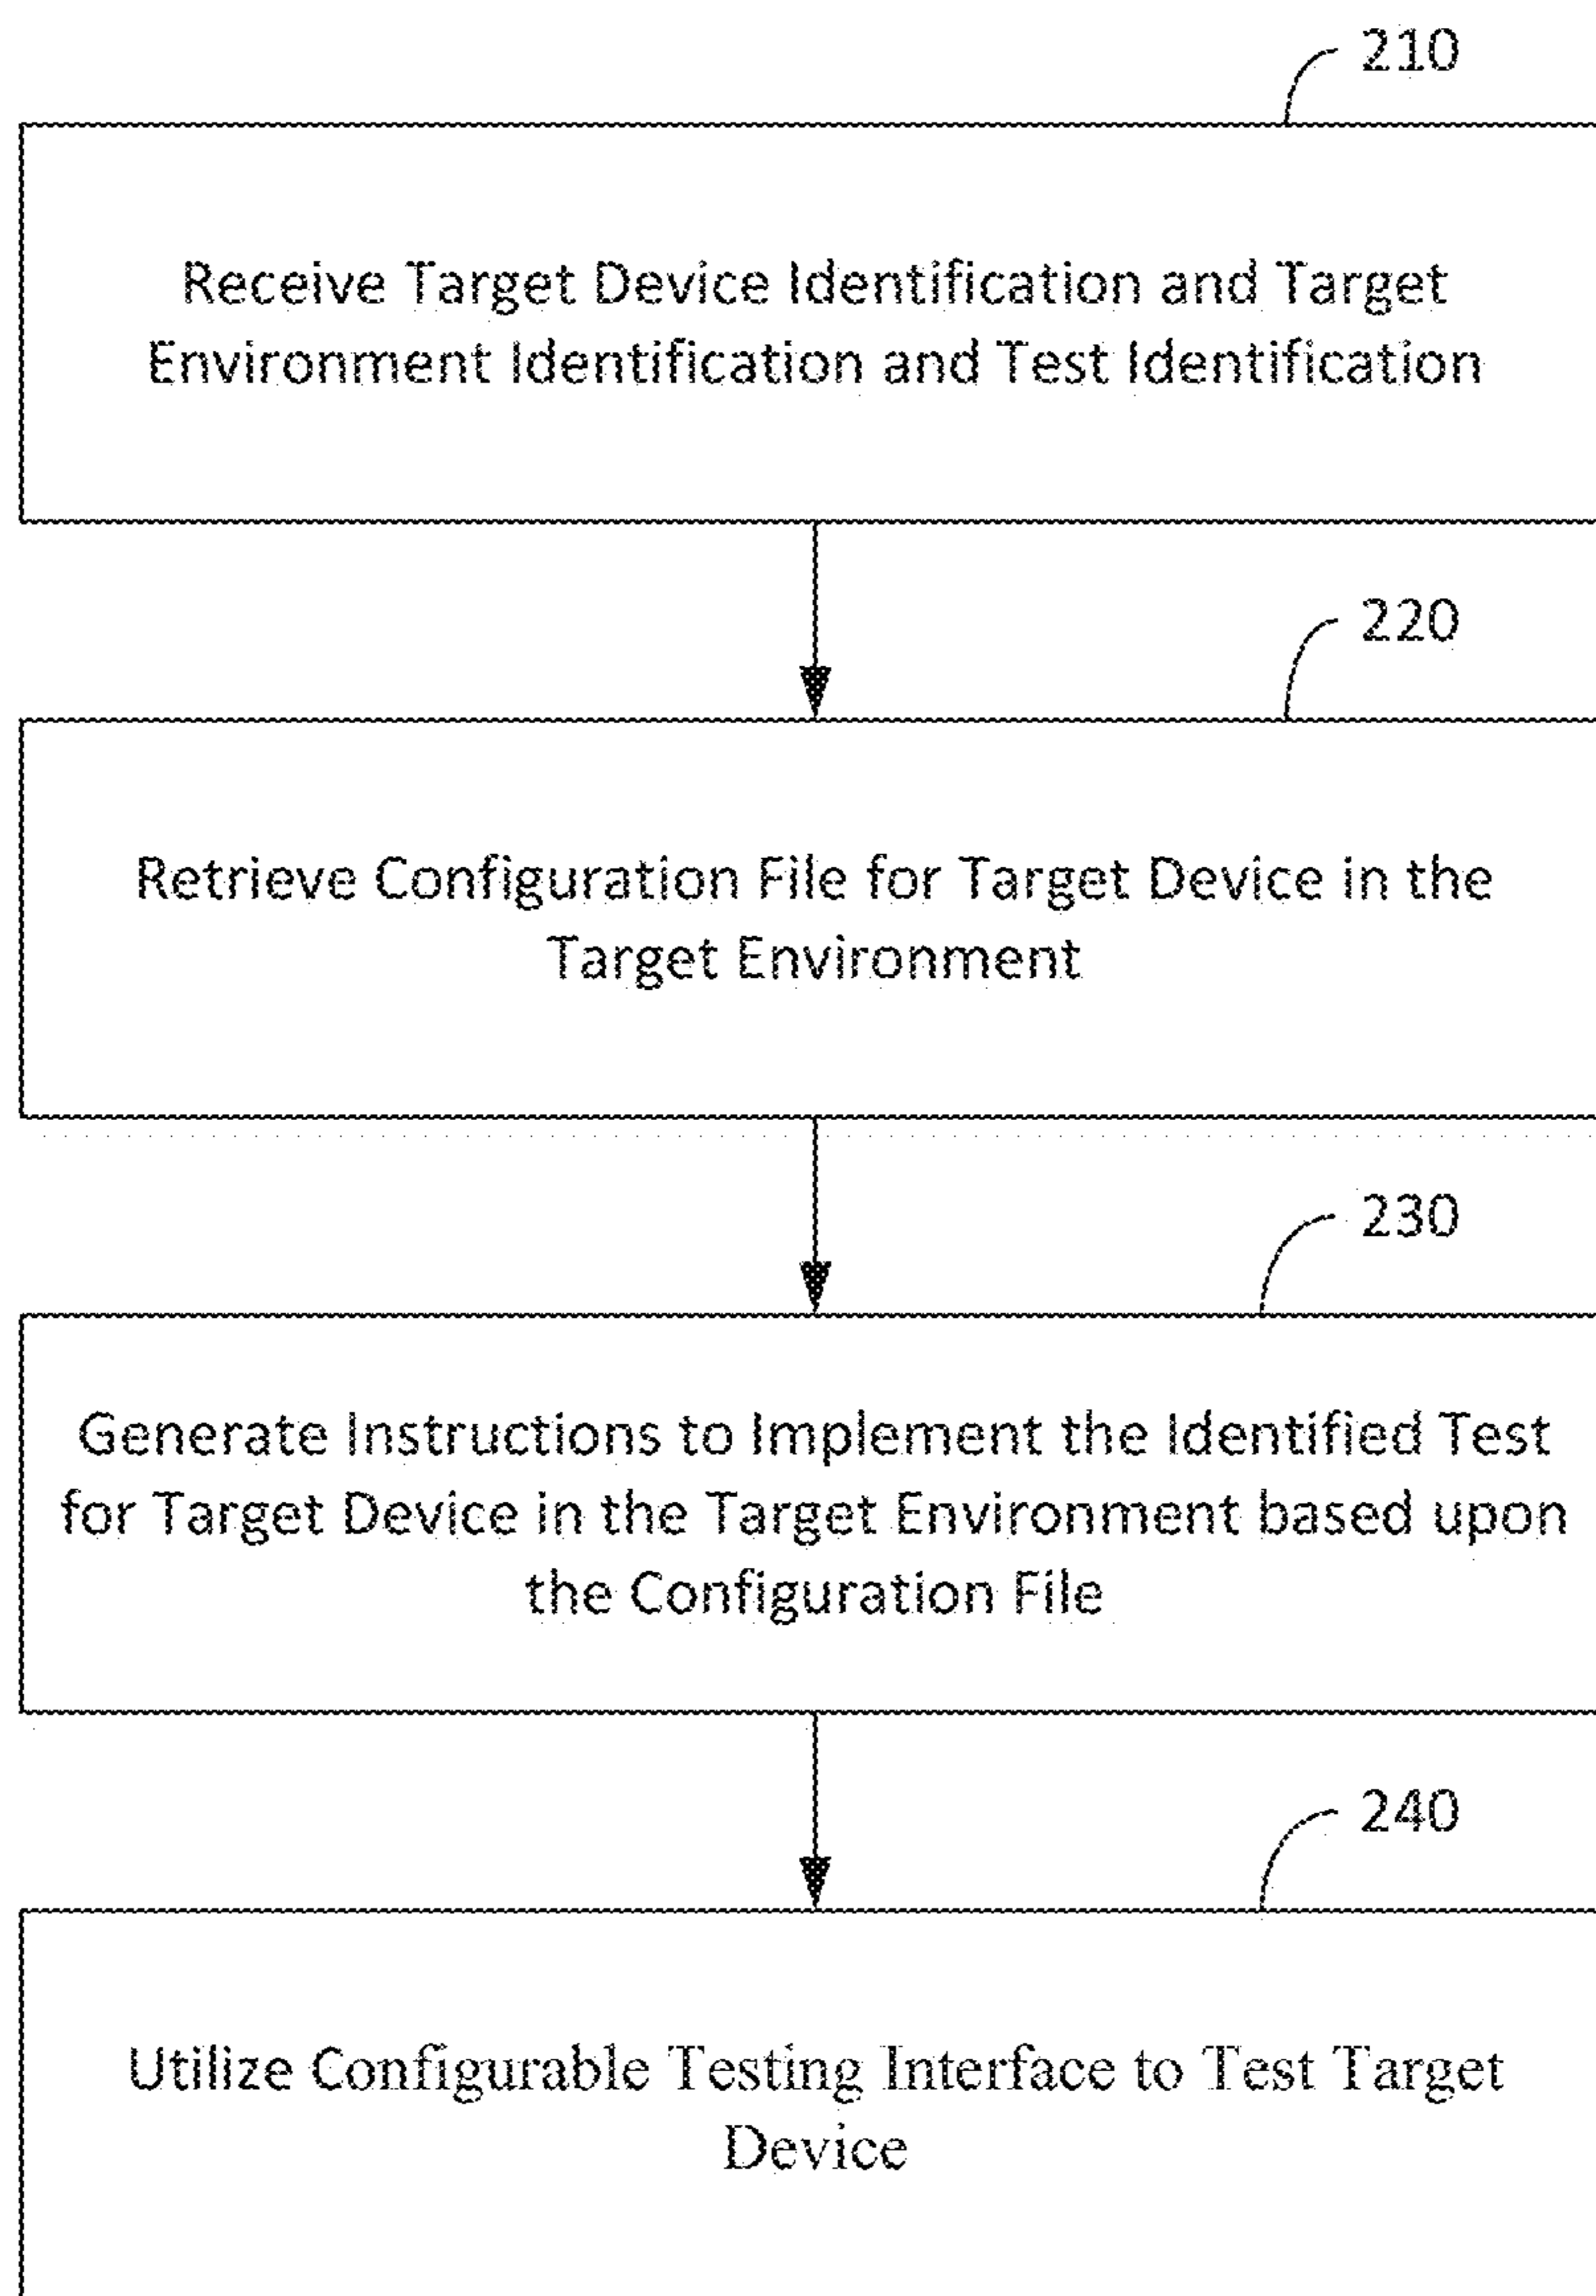 210
Receive Target Device Identification and Target
Environment Identification and Test Identification
220
Retrieve Configuration File for Target Device in the
Target Environment
230
Generate Instructions to Implement the Identified Test
for Target Device in the Target Environment based upon
the Configuration File
240
Utilize Configurable Testing Interface to Test Target
Device